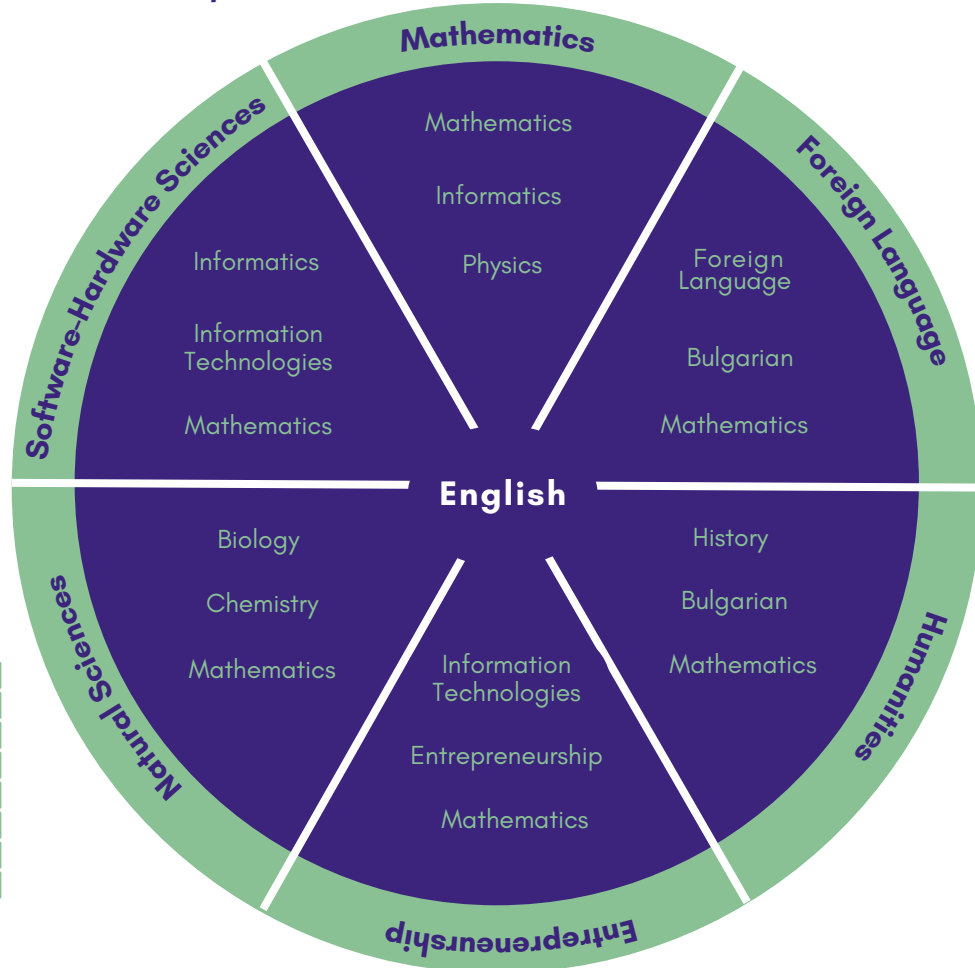 Mathematics
Mathematics
Informatics
Physics
Foreign Language
Foreign
Language
Bulgarian
Mathematics
Humanities
History
Bulgarian
Mathematics
Entrepreneurship
Information
Technologies
Entrepreneurship
Mathematics
Natural Sciences
Biology
Chemistry
Mathematics
Software-Hardware Sciences
Informatics
Information
Technologies
Mathematics
English